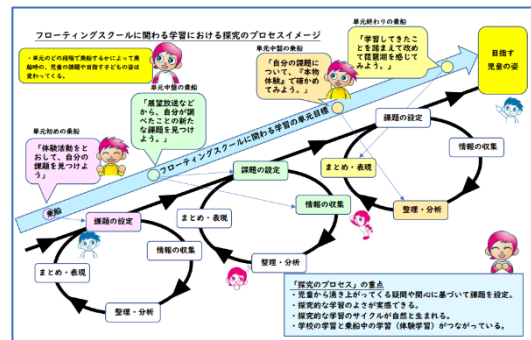 フローティングスクールに関わる学習における探究のプロセスイメージ
・単元のどの段階で乗船するかによって乗
船時の、児童の課題や目指す子どもの姿は
変わってくる。
単元終わりの乗船
「学習してきたこ
とを踏まえて改め
て琵琶湖を感じて
みよう。」
目指す
児童の姿
単元中盤の乗船
「自分の課題に
ついて、『本物
体験』で確かめ
てみよう。」
単元中盤の乗船
「展望放送など
から、自分が調
べたことの新た
な課題を見つけ
よう。」
単元初めの乗船
「体験活動をと
おして、自分の
課題を見つけよ
う」
フローティングスクールに関わる学習の単元目標
乗船
課題の設定
情報の収集
整理・分析
まとめ・表現
課題の設定
情報の収集
整理・分析
まとめ・表現
課題の設定
情報の収集
整理・分析
まとめ・表現
「探究のプロセス」の重点
・児童から湧き上がってくる疑問や関心に基づいて課題を設定。
・探究的な学習のよさが実感できる。
・探究的な学習のサイクルが自然と生まれる。
・学校の学習と乗船中の学習（体験学習）がつながっている。